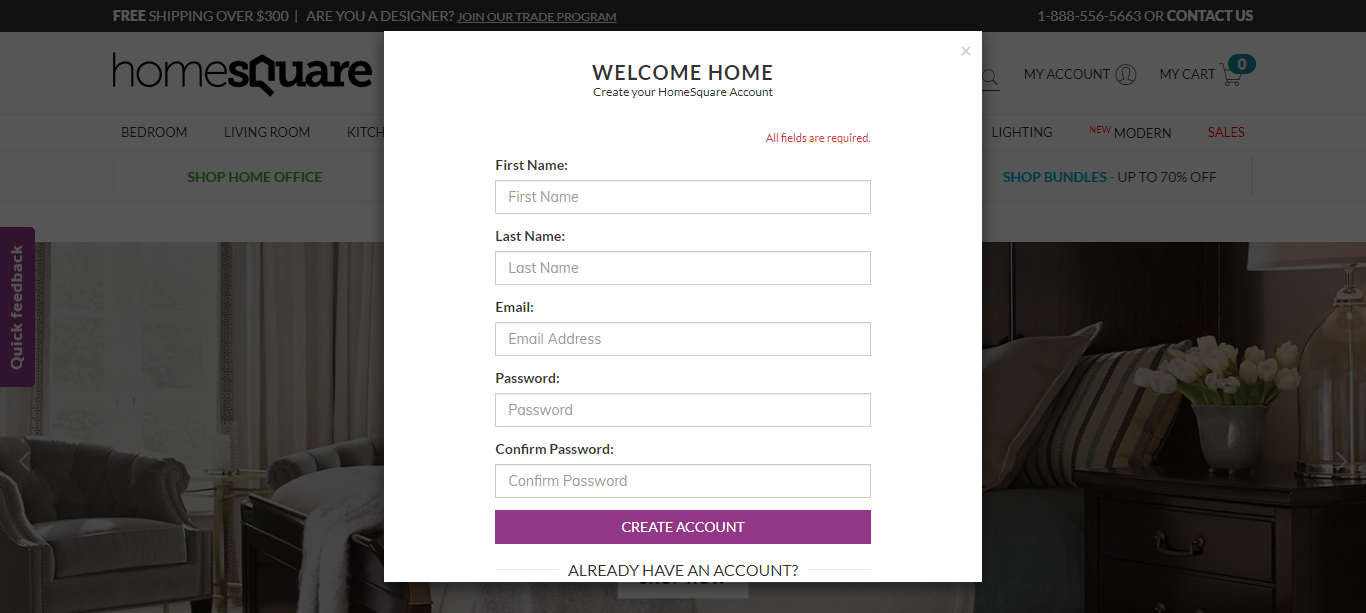 FREE SHIPPING OVER $300 | ARE YOU A DESIGNER? JOIN OUR TRADE PROGRAM
1-888-556-5663 OR CONTACT US
homesquare
MY ACCOUNT
MY CART
0
BEDROOM
LIVING ROOM
KITCH
LIGHTING
NEW MODERN
SALES
SHOP HOME OFFICE
SHOP BUNDLES - UP TO 70% OFF
Quick feedback
×
WELCOME HOME
Create your HomeSquare Account
All fields are required.
First Name:
First Name
Last Name:
Last Name
Email:
Email Address
Password:
Password
Confirm Password:
Confirm Password
CREATE ACCOUNT
ALREADY HAVE AN ACCOUNT?